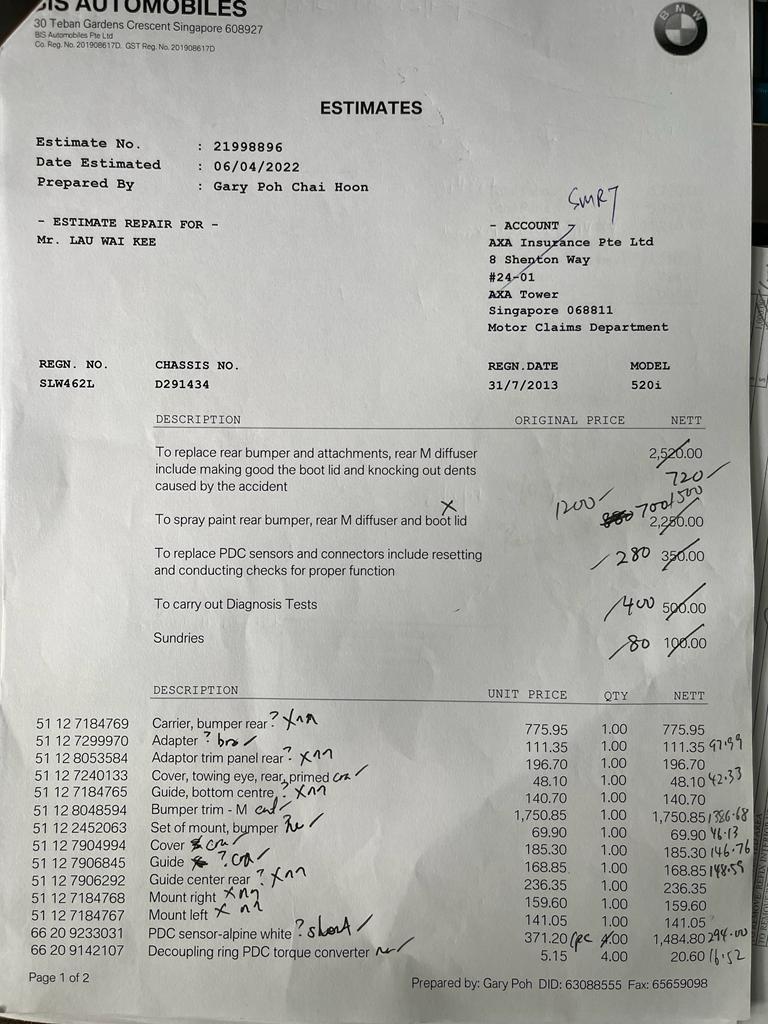 BIS AUTOMOBILES
30 Teban Gardens Crescent Singapore 608927
BIS Automobiles Pte Ltd
Co. Reg. No. 201908617D. GST Reg. No. 201908617D
BMW
ESTIMATES
Estimate No. : 21998896
Date Estimated : 06/04/2022
Prepared By : Gary Poh Chai Hoon
SMR7
- ESTIMATE REPAIR FOR -
Mr. LAU WAI KEE
- ACCOUNT -
AXA Insurance Pte Ltd
8 Shenton Way
#24-01
AXA Tower
Singapore 068811
Motor Claims Department
REGN. NO. CHASSIS NO. REGN.DATE MODEL
SLW462L D291434 31/7/2013 520i
DESCRIPTION ORIGINAL PRICE NETT
To replace rear bumper and attachments, rear M diffuser 2,520.00
include making good the boot lid and knocking out dents
caused by the accident 720/
1200/ 700/500
To spray paint rear bumper, rear M diffuser and boot lid 2,250.00
To replace PDC sensors and connectors include resetting /280 350.00
and conducting checks for proper function
To carry out Diagnosis Tests /400 500.00
Sundries /80 100.00
DESCRIPTION UNIT PRICE QTY NETT
51 12 7184769 Carrier, bumper rear ? Xnn 775.95 1.00 775.95
51 12 7299970 Adapter ? bro / 111.35 1.00 111.35 97.99
51 12 8053584 Adaptor trim panel rear ? Xnn 196.70 1.00 196.70
51 12 7240133 Cover, towing eye, rear, primed cra / 48.10 1.00 48.10 42.33
51 12 7184765 Guide, bottom centre, ? Xnn 140.70 1.00 140.70
51 12 8048594 Bumper trim - M 1,750.85 1.00 1,750.85 1386.68
51 12 2452063 Set of mount, bumper / 69.90 1.00 69.90 46.13
51 12 7904994 Cover cra / 185.30 1.00 185.30 146.76
51 12 7906845 Guide ? cra / 168.85 1.00 168.85 148.59
51 12 7906292 Guide center rear ? Xnn 236.35 1.00 236.35
51 12 7184768 Mount right Xnn 159.60 1.00 159.60
51 12 7184767 Mount left X nn 141.05 1.00 141.05
66 20 9233031 PDC sensor-alpine white ? short / 371.20 1pc 4.00 1,484.80 294.00
66 20 9142107 Decoupling ring PDC torque converter / 5.15 4.00 20.60 16.52
Page 1 of 2
Prepared by: Gary Poh DID: 63088555 Fax: 65659098